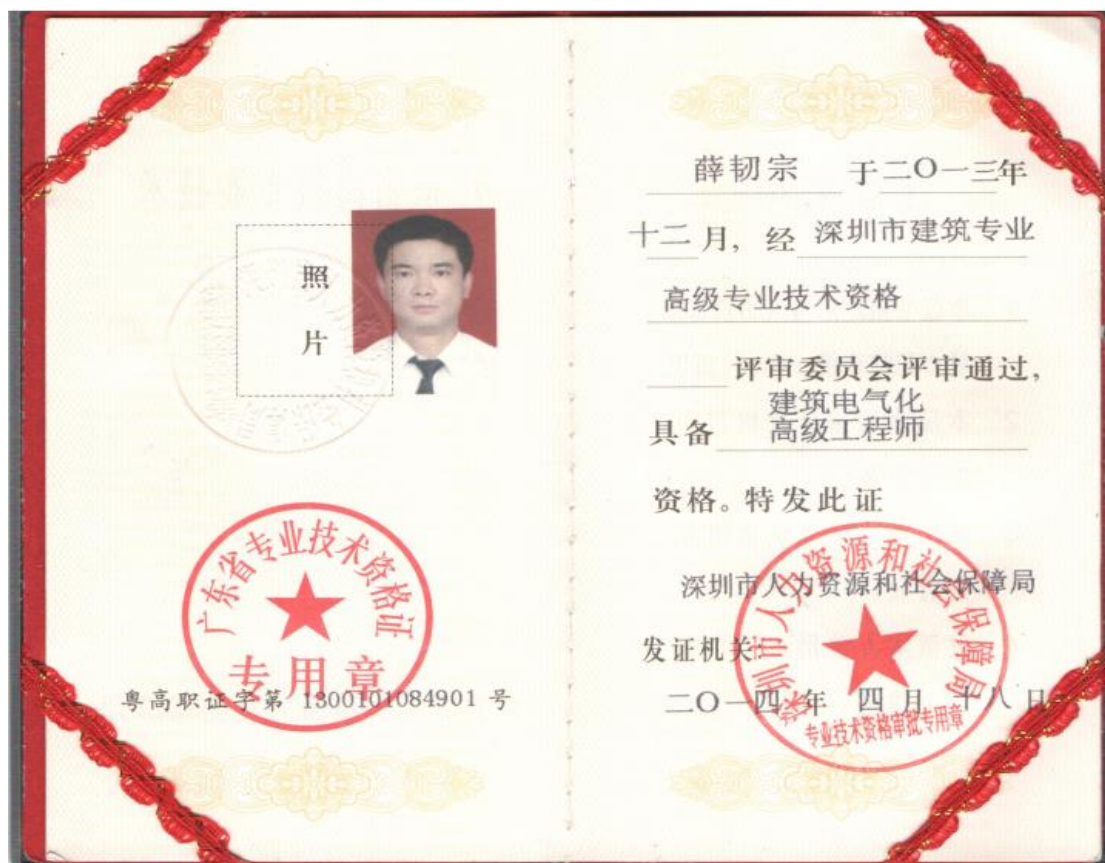 照
片
广东省专业技术资格证
专用章
粤高职证字第 1300101084901 号
薛韧宗 于二〇一三年
十二月，经 深圳市建筑专业
高级专业技术资格
评审委员会评审通过，
建筑电气化
具备 高级工程师
资格。特发此证
深圳市人力资源和社会保障局
发证机关：
二〇一四年 四月 十八日
深圳市人力资源和社会保障局
专业技术资格审批专用章